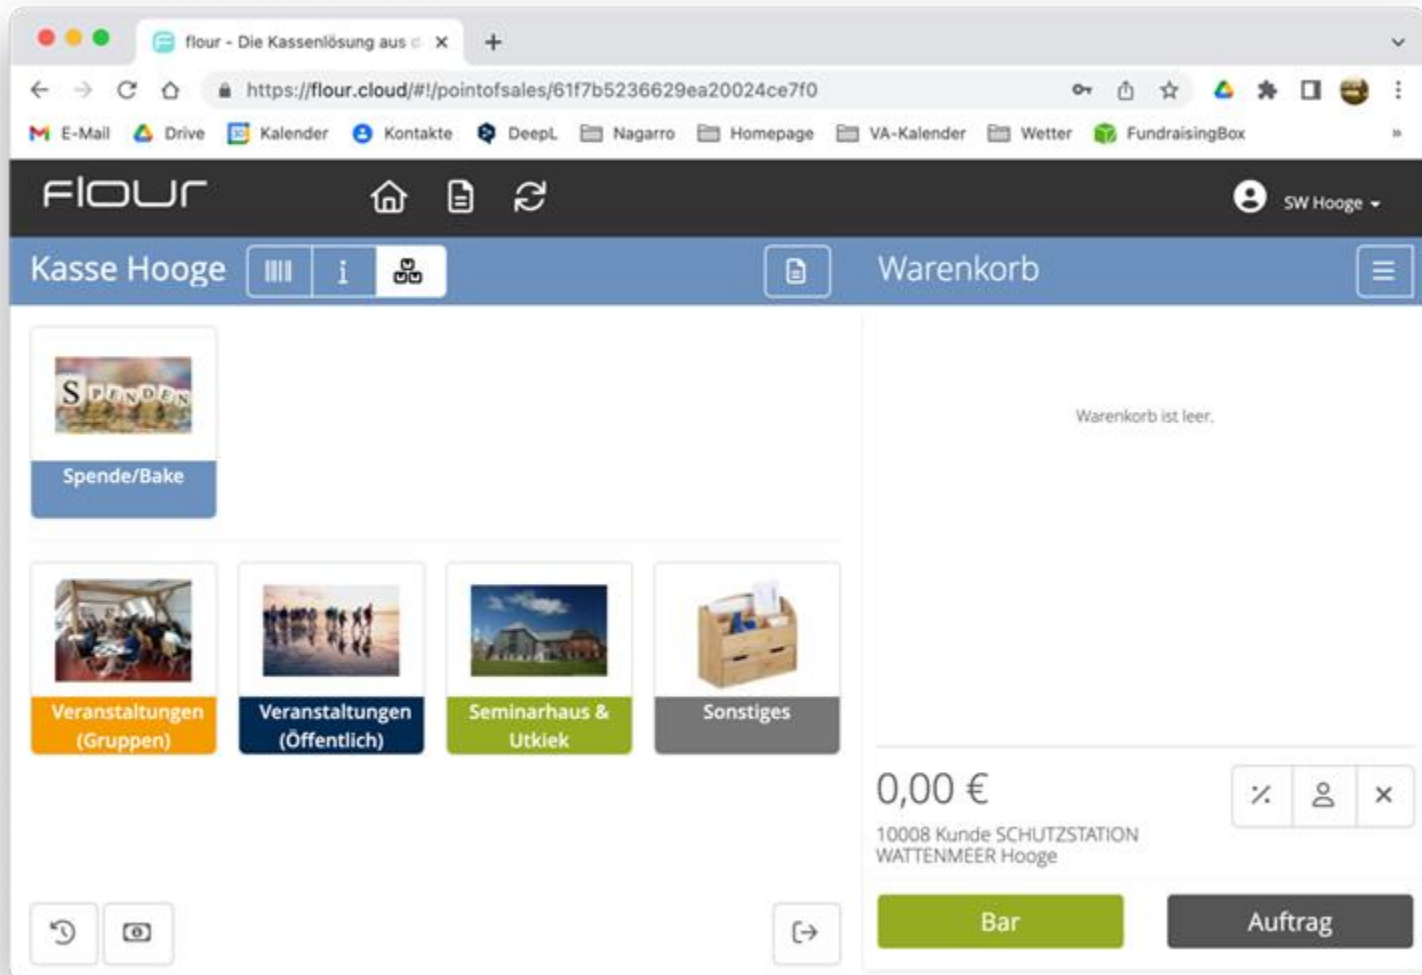 flour - Die Kassenlösung aus d
https://flour.cloud/#!/pointofsales/61f7b5236629ea20024ce7f0
E-Mail Drive Kalender Kontakte DeepL Nagarro Homepage VA-Kalender Wetter FundraisingBox »
Flour
SW Hooge
Kasse Hooge
Warenkorb
SPENDEN
Spende/Bake
Warenkorb ist leer.
Veranstaltungen
(Gruppen)
Veranstaltungen
(Öffentlich)
Seminarhaus &
Utkiek
Sonstiges
0,00 €
10008 Kunde SCHUTZSTATION
WATTENMEER Hooge
Bar
Auftrag